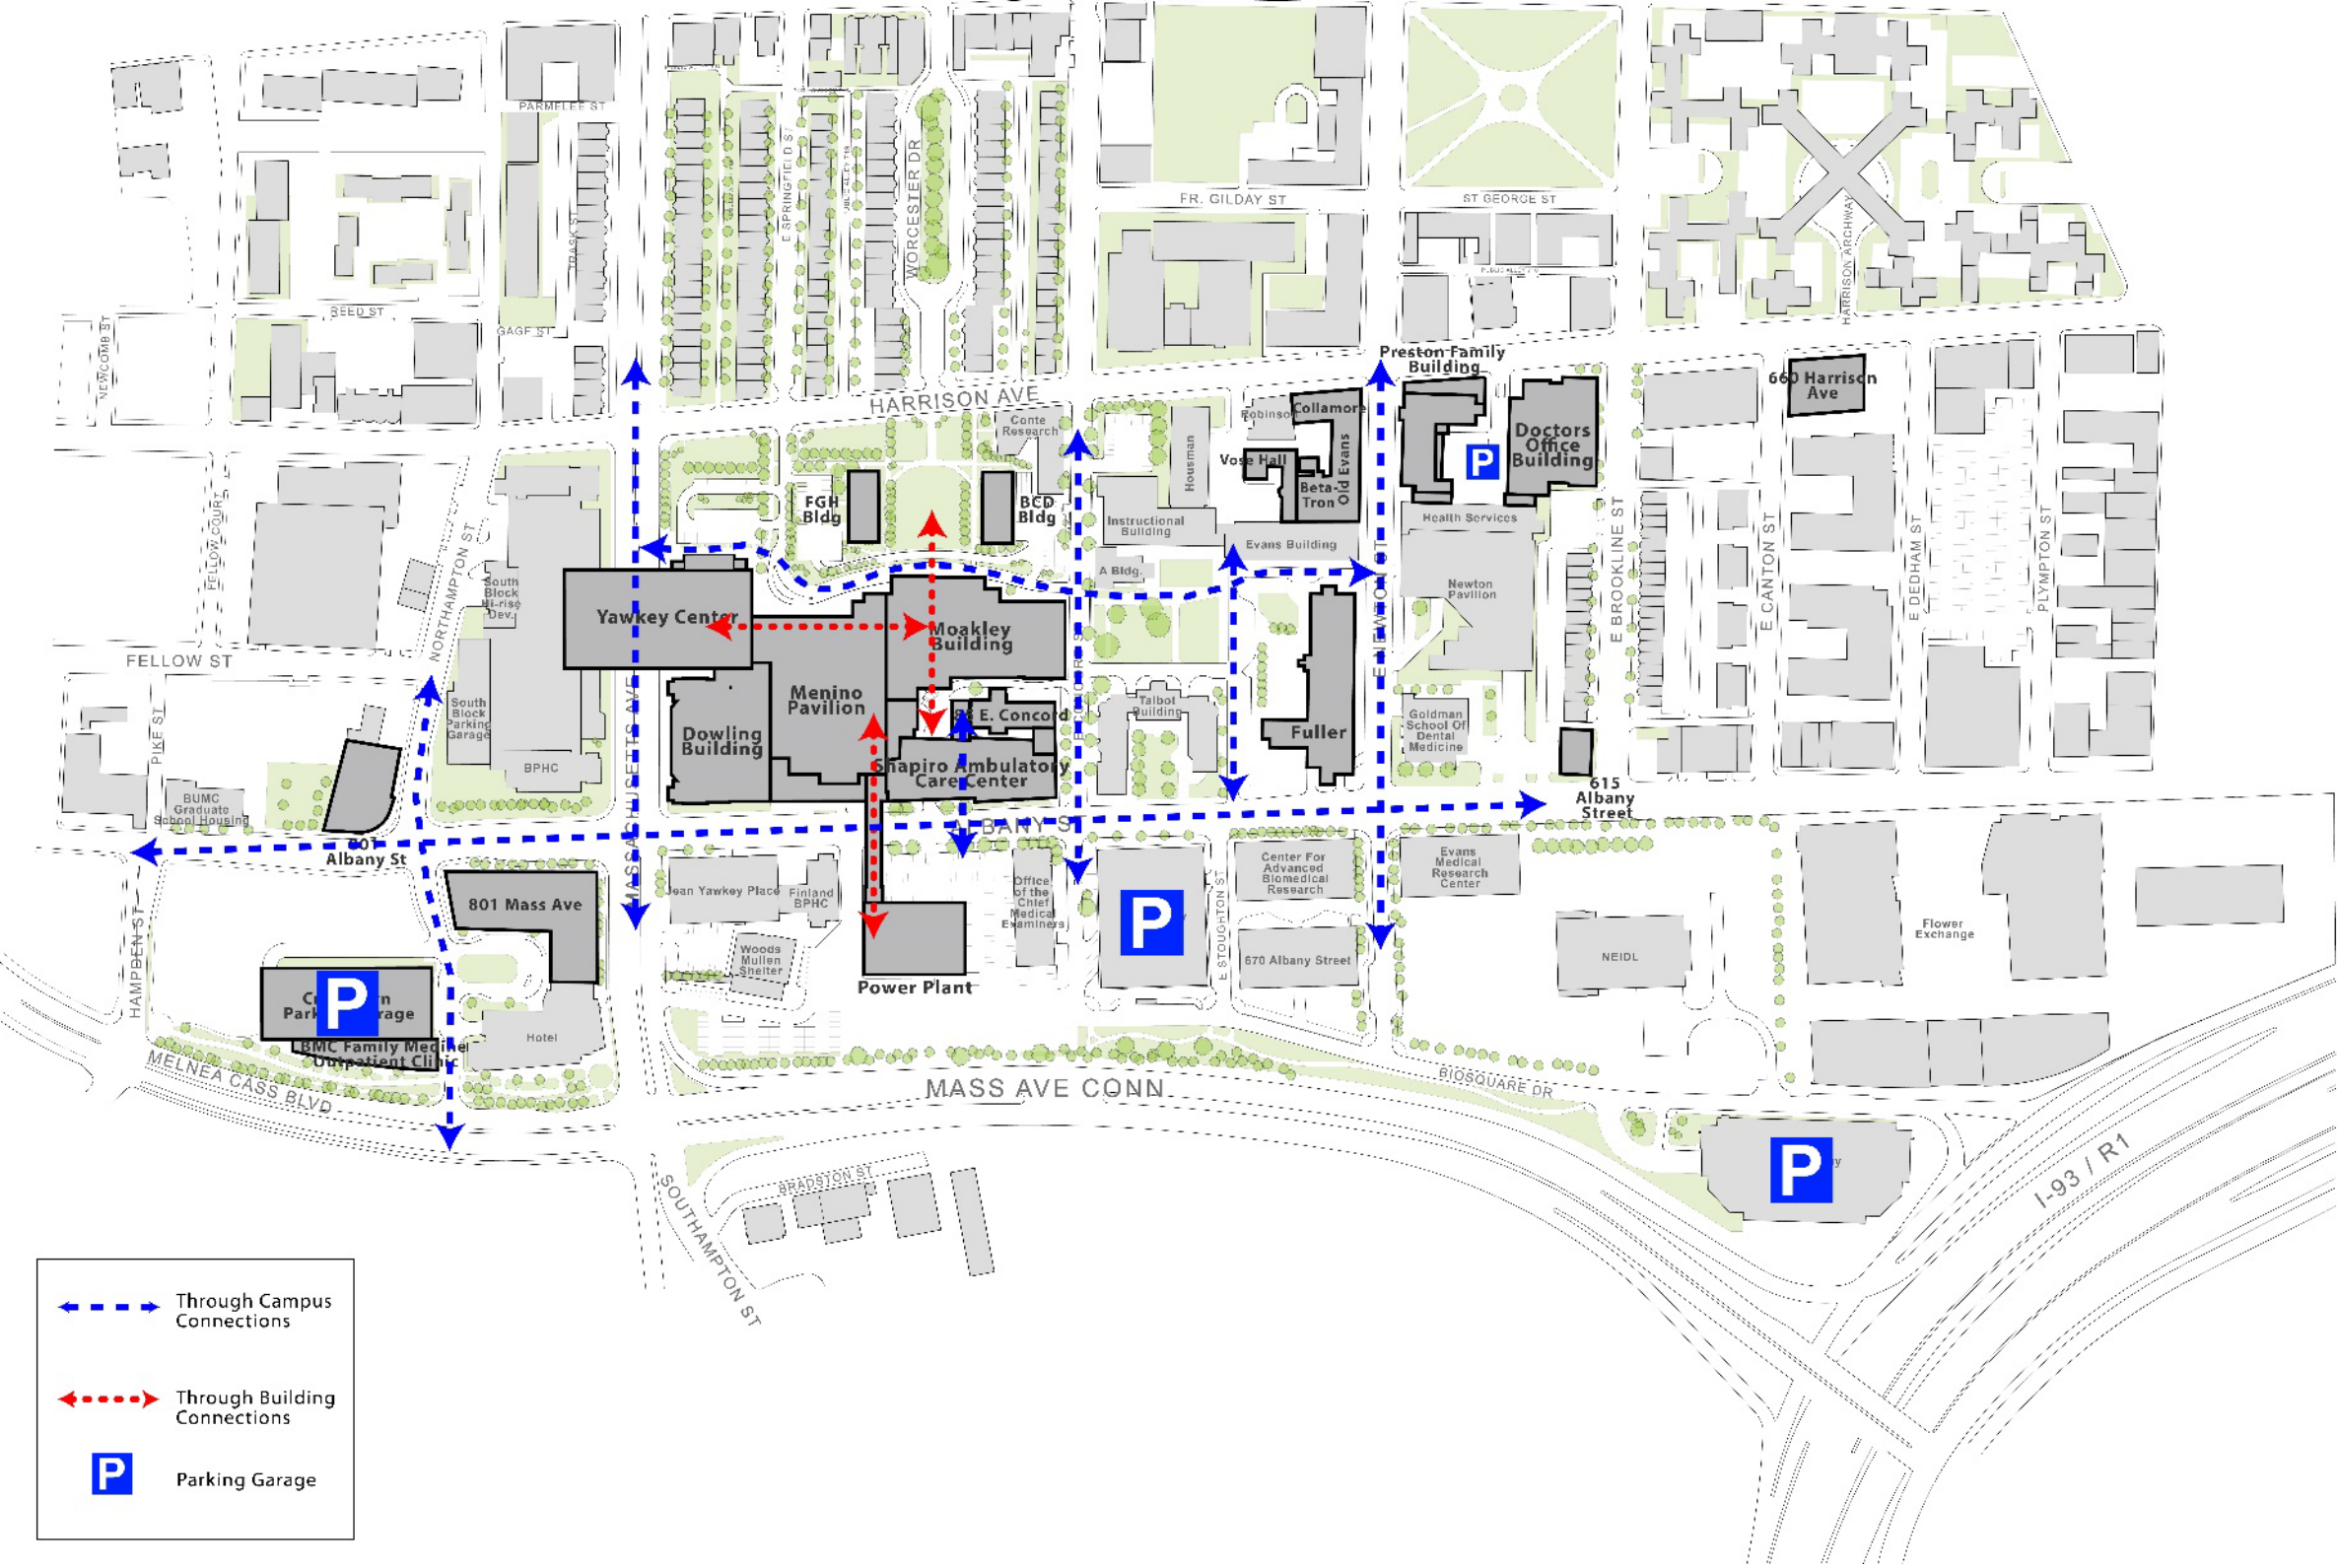 PARMELEE ST
E SPRINGFIELD ST
WORCESTER DR
TRASK ST
FR. GILDAY ST
ST GEORGE ST
HARRISON ARCHWAY
REED ST
GAGE ST
NEWCOMB ST
HARRISON AVE
Preston Family
Building
660 Harrison
Ave
Conte
Research
Robinson
Collamore
Housman
Vose Hall
Old Evans
Beta-
Tron
P
Doctors
Office
Building
FGH
Bldg
BCD
Bldg
Instructional
Building
Evans Building
Health Services
A Bldg.
Newton
Pavilion
FELLOW COURT
NORTHAMPTON ST
E BROOKLINE ST
E CANTON ST
E DEDHAM ST
PLYMPTON ST
South
Block
Hi-rise
Dev.
Yawkey Center
Moakley
Building
FELLOW ST
PIKE ST
South
Block
Parking
Garage
BPHC
Menino
Pavilion
Dowling
Building
E. Concord
Shapiro Ambulatory
Care Center
Talbot
Building
Fuller
Goldman
School Of
Dental
Medicine
615
Albany
Street
MASSACHUSETTS AVE
BUMC
Graduate
School Housing
Albany St
801 Mass Ave
Jean Yawkey Place
Finland
BPHC
Office
of the
Chief
Medical
Examiners
P
E STOUGHTON ST
Center For
Advanced
Biomedical
Research
Evans
Medical
Research
Center
Woods
Mullen
Shelter
Power Plant
670 Albany Street
NEIDL
Flower
Exchange
HAMPDEN ST
P
Hotel
BMC Family Medine
Outpatient Clinic
MELNEA CASS BLVD
MASS AVE CONN
BIOSQUARE DR
P
I-93 / R1
BRADSTON ST
SOUTHAMPTON ST
Through Campus
Connections
Through Building
Connections
P
Parking Garage